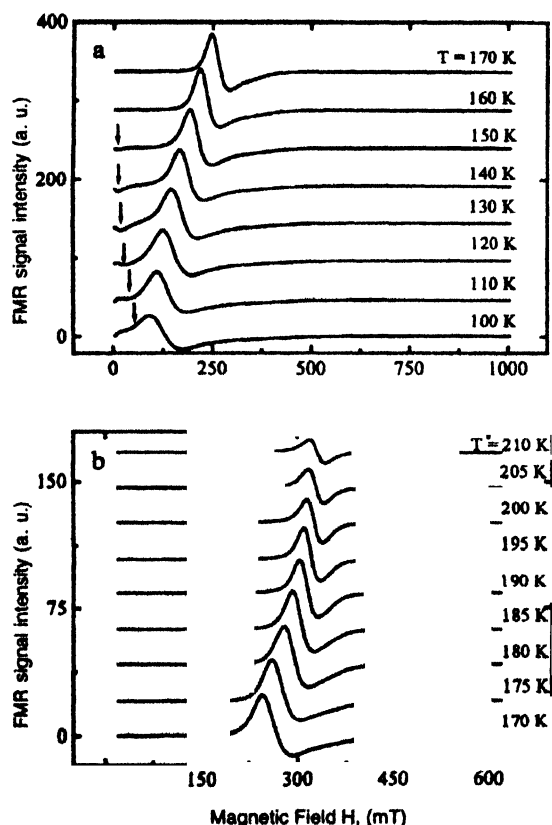 400
a
T = 170 K
160 K
150 K
200
140 K
130 K
120 K
110 K
0
100 K
FMR signal intensity (a. u.)
0
250
500
750
1000
b
T = 210 K
150
205 K
200 K
195 K
190 K
75
185 K
180 K
175 K
0
170 K
FMR signal intensity (a. u.)
150
300
450
600
Magnetic Field H, (mT)